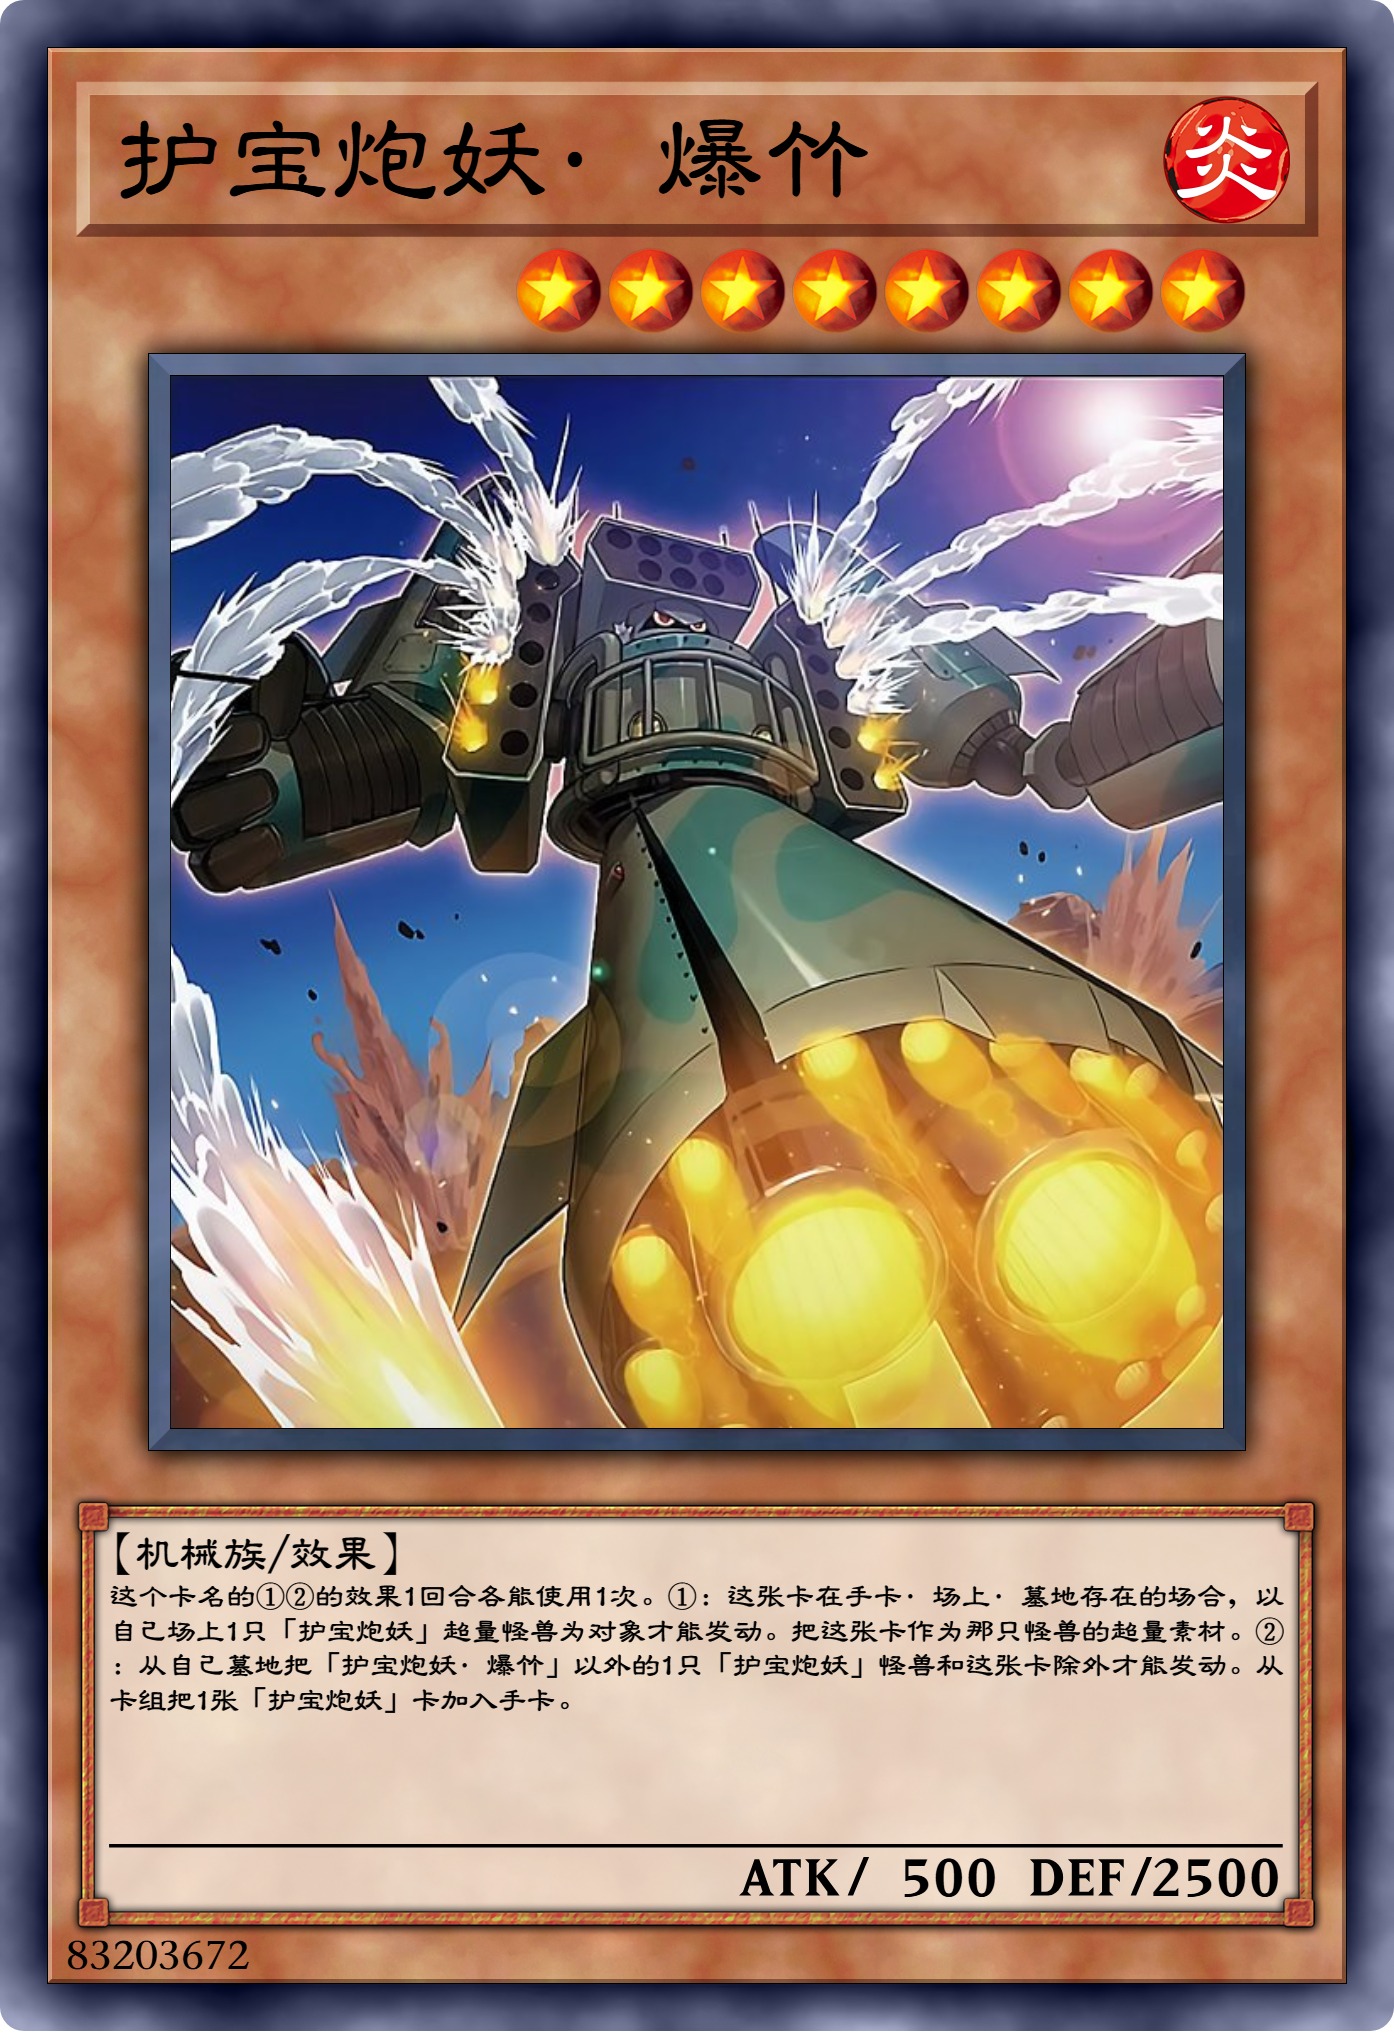 护宝炮妖·爆竹
炎
【机械族/效果】
这个卡名的①②的效果1回合各能使用1次。①：这张卡在手卡·场上·墓地存在的场合，以
自己场上1只「护宝炮妖」超量怪兽为对象才能发动。把这张卡作为那只怪兽的超量素材。②
：从自己墓地把「护宝炮妖·爆竹」以外的1只「护宝炮妖」怪兽和这张卡除外才能发动。从
卡组把1张「护宝炮妖」卡加入手卡。
ATK/ 500 DEF/2500
83203672